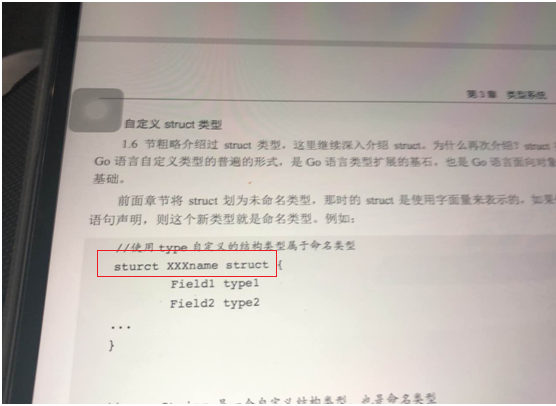 第3章 类型系统
自定义 struct 类型
1.6 节粗略介绍过 struct 类型，这里继续深入介绍 struct。为什么再次介绍？struct
Go 语言自定义类型的普遍的形式，是 Go 语言类型扩展的基石，也是 Go 语言面向对象
基础。
前面章节将 struct 划为未命名类型，那时的 struct 是使用字面量来表示的，如果
语句声明，则这个新类型就是命名类型。例如：
//使用 type 自定义的结构类型属于命名类型
sturct XXXname struct {
Field1 type1
Field2 type2
...
}
是一个自定义结构类型，也是命名类型